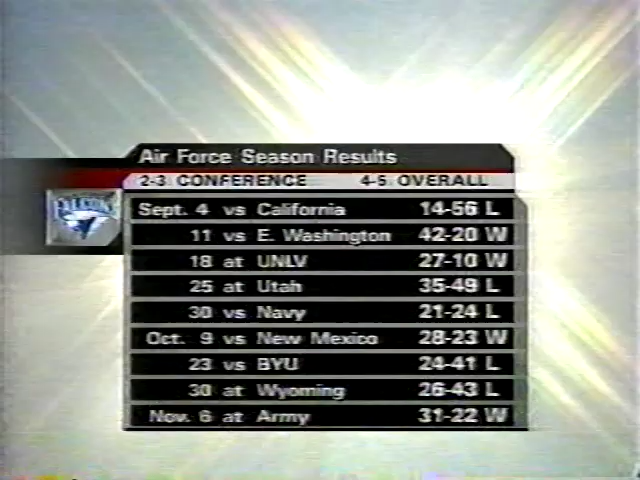 Air Force Season Results
2-3 CONFERENCE 4-5 OVERALL
FALCONS
Sept. 4 vs California 14-56 L
11 vs E. Washington 42-20 W
18 at UNLV 27-10 W
25 at Utah 35-49 L
30 vs Navy 21-24 L
Oct. 9 vs New Mexico 28-23 W
23 vs BYU 24-41 L
30 at Wyoming 26-43 L
Nov. 6 at Army 31-22 W